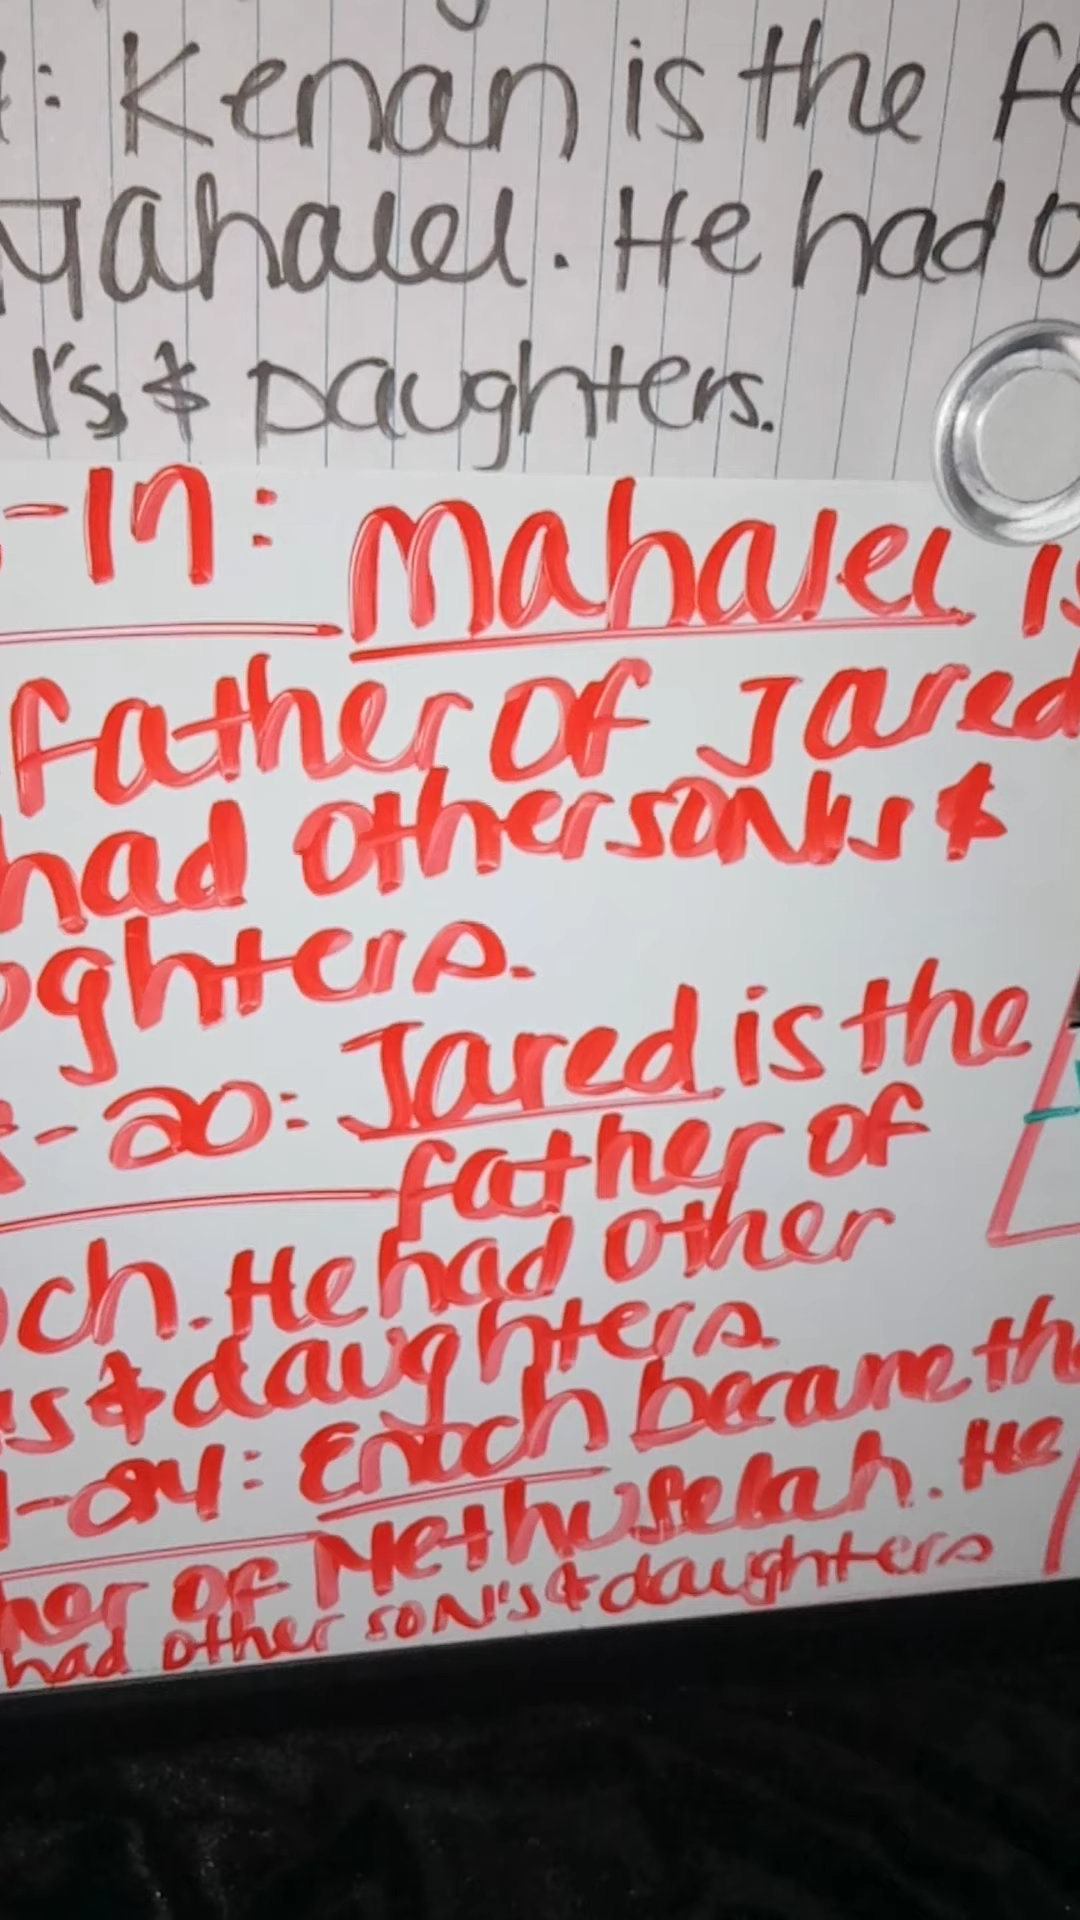 : Kenan is the
Mahalel. He had
& Daughters.
-17: Mahalel is
father of Jared
had other soN's &
ghters.
-20: Jared is the
father of
ch. He had other
's & daughters.
-24: Enoch became the
her of Methuselah. He
had other soN's & daughters